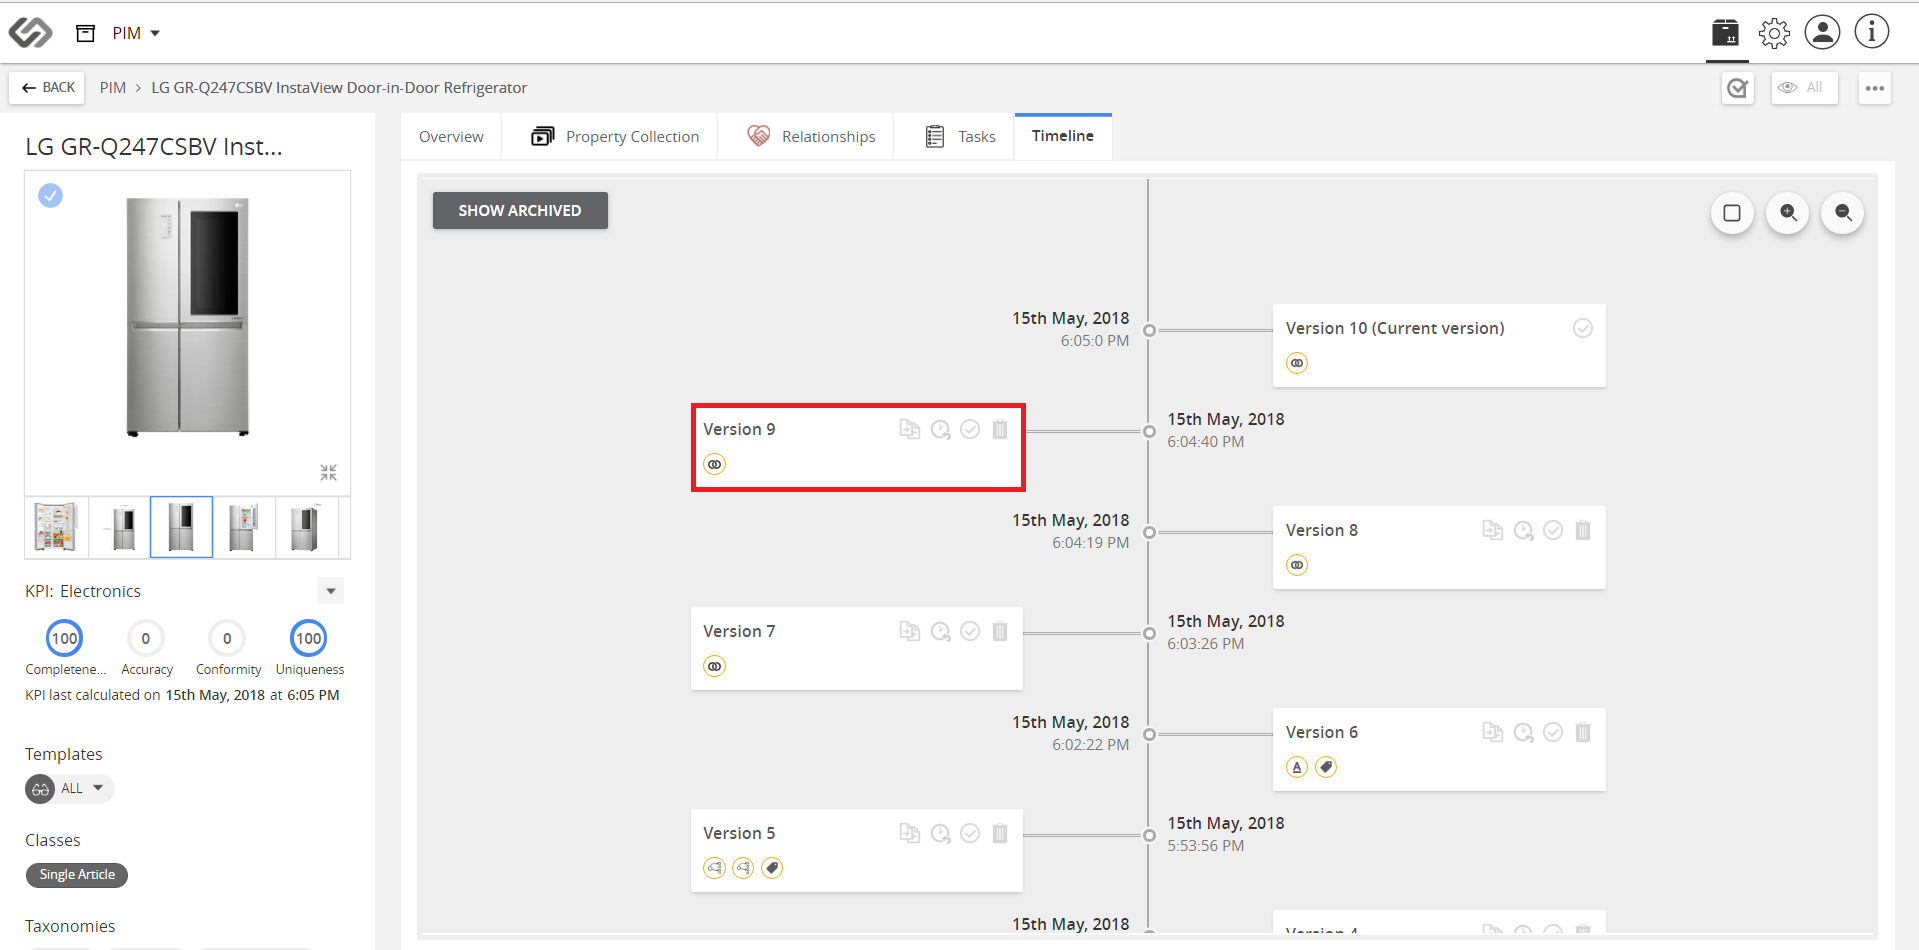 PIM
BACK
PIM > LG GR-Q247CSBV InstaView Door-in-Door Refrigerator
All
LG GR-Q247CSBV Inst...
Overview
Property Collection
Relationships
Tasks
Timeline
SHOW ARCHIVED
15th May, 2018
6:05:0 PM
Version 10 (Current version)
Version 9
15th May, 2018
6:04:40 PM
15th May, 2018
6:04:19 PM
Version 8
Version 7
15th May, 2018
6:03:26 PM
15th May, 2018
6:02:22 PM
Version 6
Version 5
15th May, 2018
5:53:56 PM
15th May, 2018
Version 4
KPI: Electronics
100 0 0 100
Completene... Accuracy Conformity Uniqueness
KPI last calculated on 15th May, 2018 at 6:05 PM
Templates
ALL
Classes
Single Article
Taxonomies